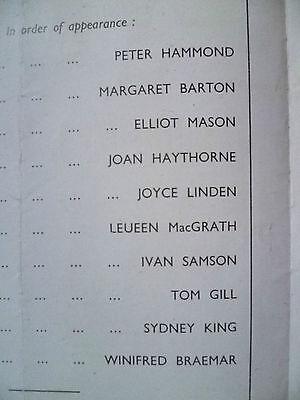 In order of appearance :
... ... ... PETER HAMMOND
... ... MARGARET BARTON
... ... ... ELLIOT MASON
... ... JOAN HAYTHORNE
... ... ... JOYCE LINDEN
... ... LEUEEN MacGRATH
... ... ... IVAN SAMSON
... ... ... ... TOM GILL
... ... ... SYDNEY KING
... ... WINIFRED BRAEMAR